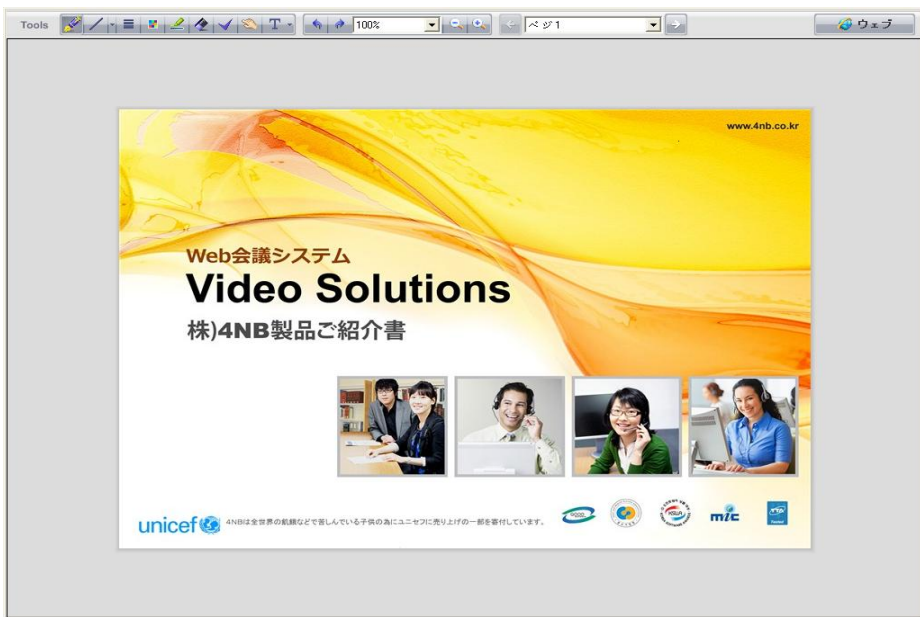 Tools
T
100%
ペジ 1
ウェブ
www.4nb.co.kr
Web会議システム
Video Solutions
株)4NB製品ご紹介書
unicef
4NBは全世界の飢饉などで苦しんでいる子供の為にユニセフに売り上げの一部を寄付しています。
GOOD
KSUA
mic